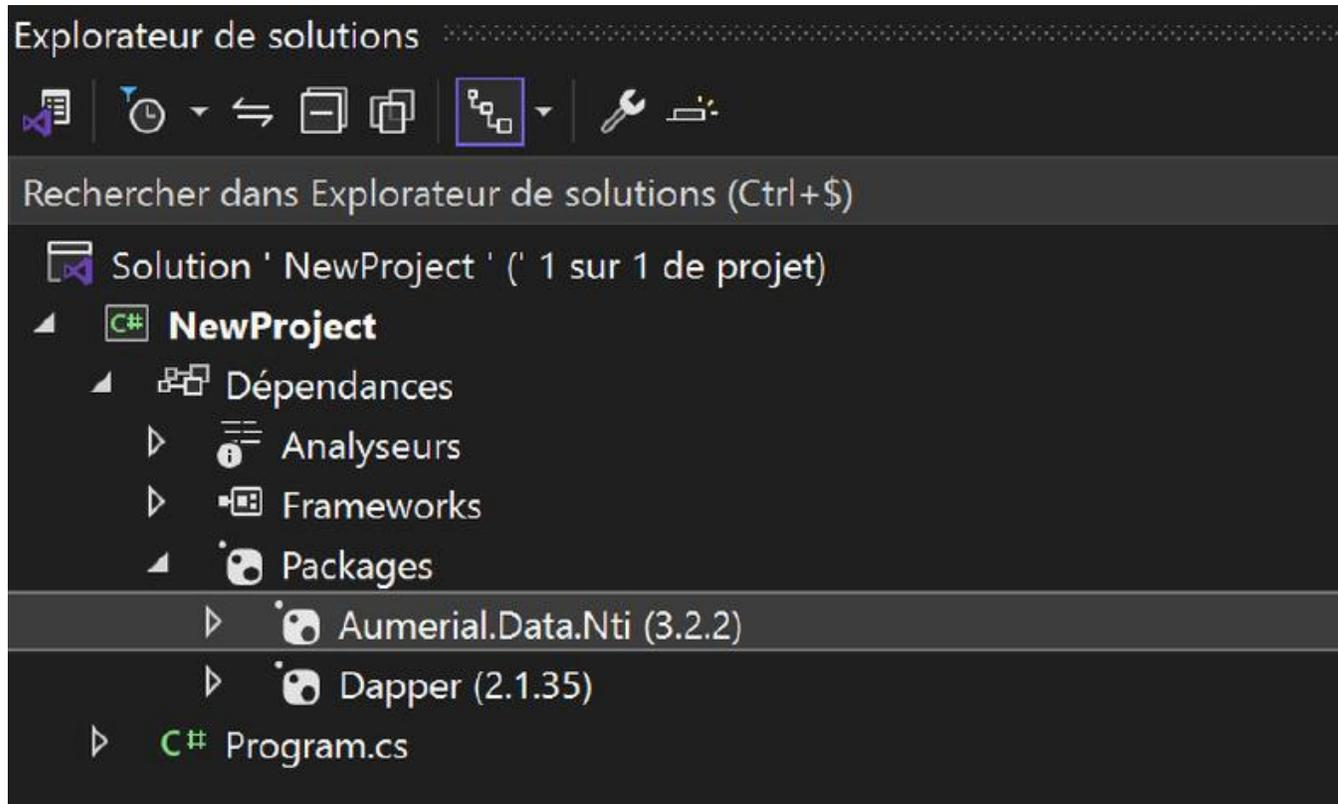 Explorateur de solutions
Rechercher dans Explorateur de solutions (Ctrl+$)
Solution ' NewProject ' (' 1 sur 1 de projet)
C# NewProject
Dépendances
Analyseurs
Frameworks
Packages
Aumerial.Data.Nti (3.2.2)
Dapper (2.1.35)
C# Program.cs